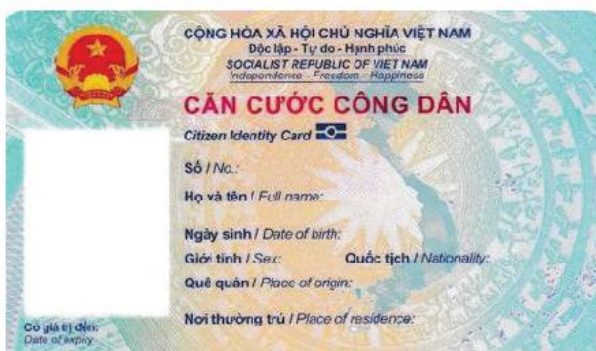 CỘNG HÒA XÃ HỘI CHỦ NGHĨA VIỆT NAM
Độc lập - Tự do - Hạnh phúc
SOCIALIST REPUBLIC OF VIET NAM
Independence - Freedom - Happiness
CĂN CƯỚC CÔNG DÂN
Citizen Identity Card
Số / No.:
Họ và tên / Full name:
Ngày sinh / Date of birth:
Giới tính / Sex: Quốc tịch / Nationality:
Quê quán / Place of origin:
Nơi thường trú / Place of residence:
Có giá trị đến:
Date of expiry